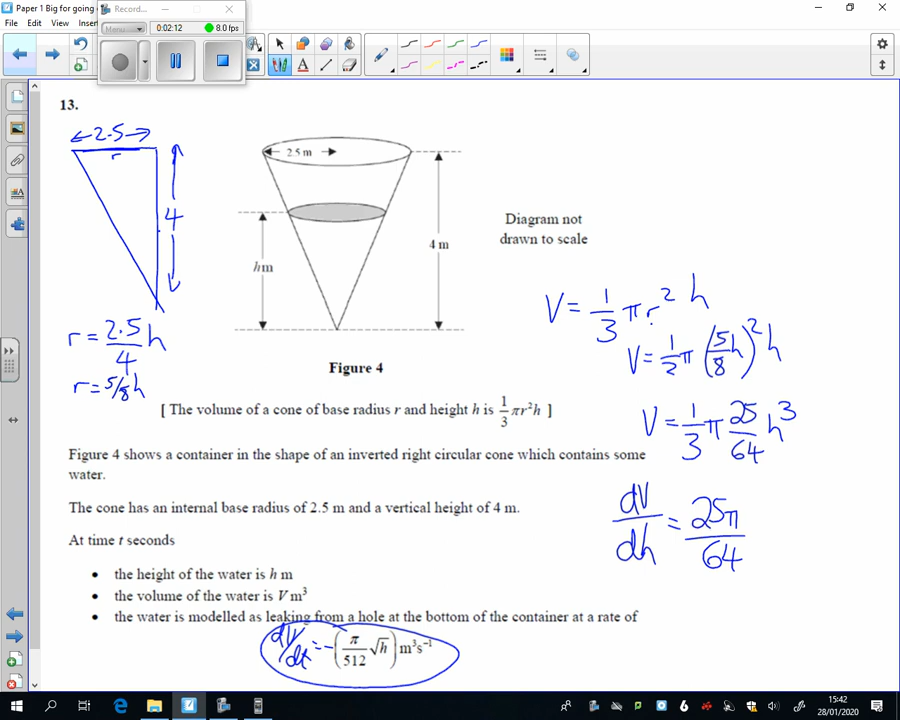 Paper 1 Big for going
Record...
File Edit View Inser
Menu
0:02:12
8.0 fps
13.
2.5
r
4
r = 2.5/4 h
r = 5/8 h
2.5 m
h m
4 m
Diagram not
drawn to scale
Figure 4
V = 1/3 π r² h
V = 1/2 π (5/8 h)² h
V = 1/3 π 25/64 h³
dV/dh = 25π/64
[ The volume of a cone of base radius r and height h is 1/3 πr²h ]
Figure 4 shows a container in the shape of an inverted right circular cone which contains some
water.
The cone has an internal base radius of 2.5 m and a vertical height of 4 m.
At time t seconds
• the height of the water is h m
• the volume of the water is V m³
• the water is modelled as leaking from a hole at the bottom of the container at a rate of
dV/dt = - (π/512 √h) m³s⁻¹
15:42
28/01/2020